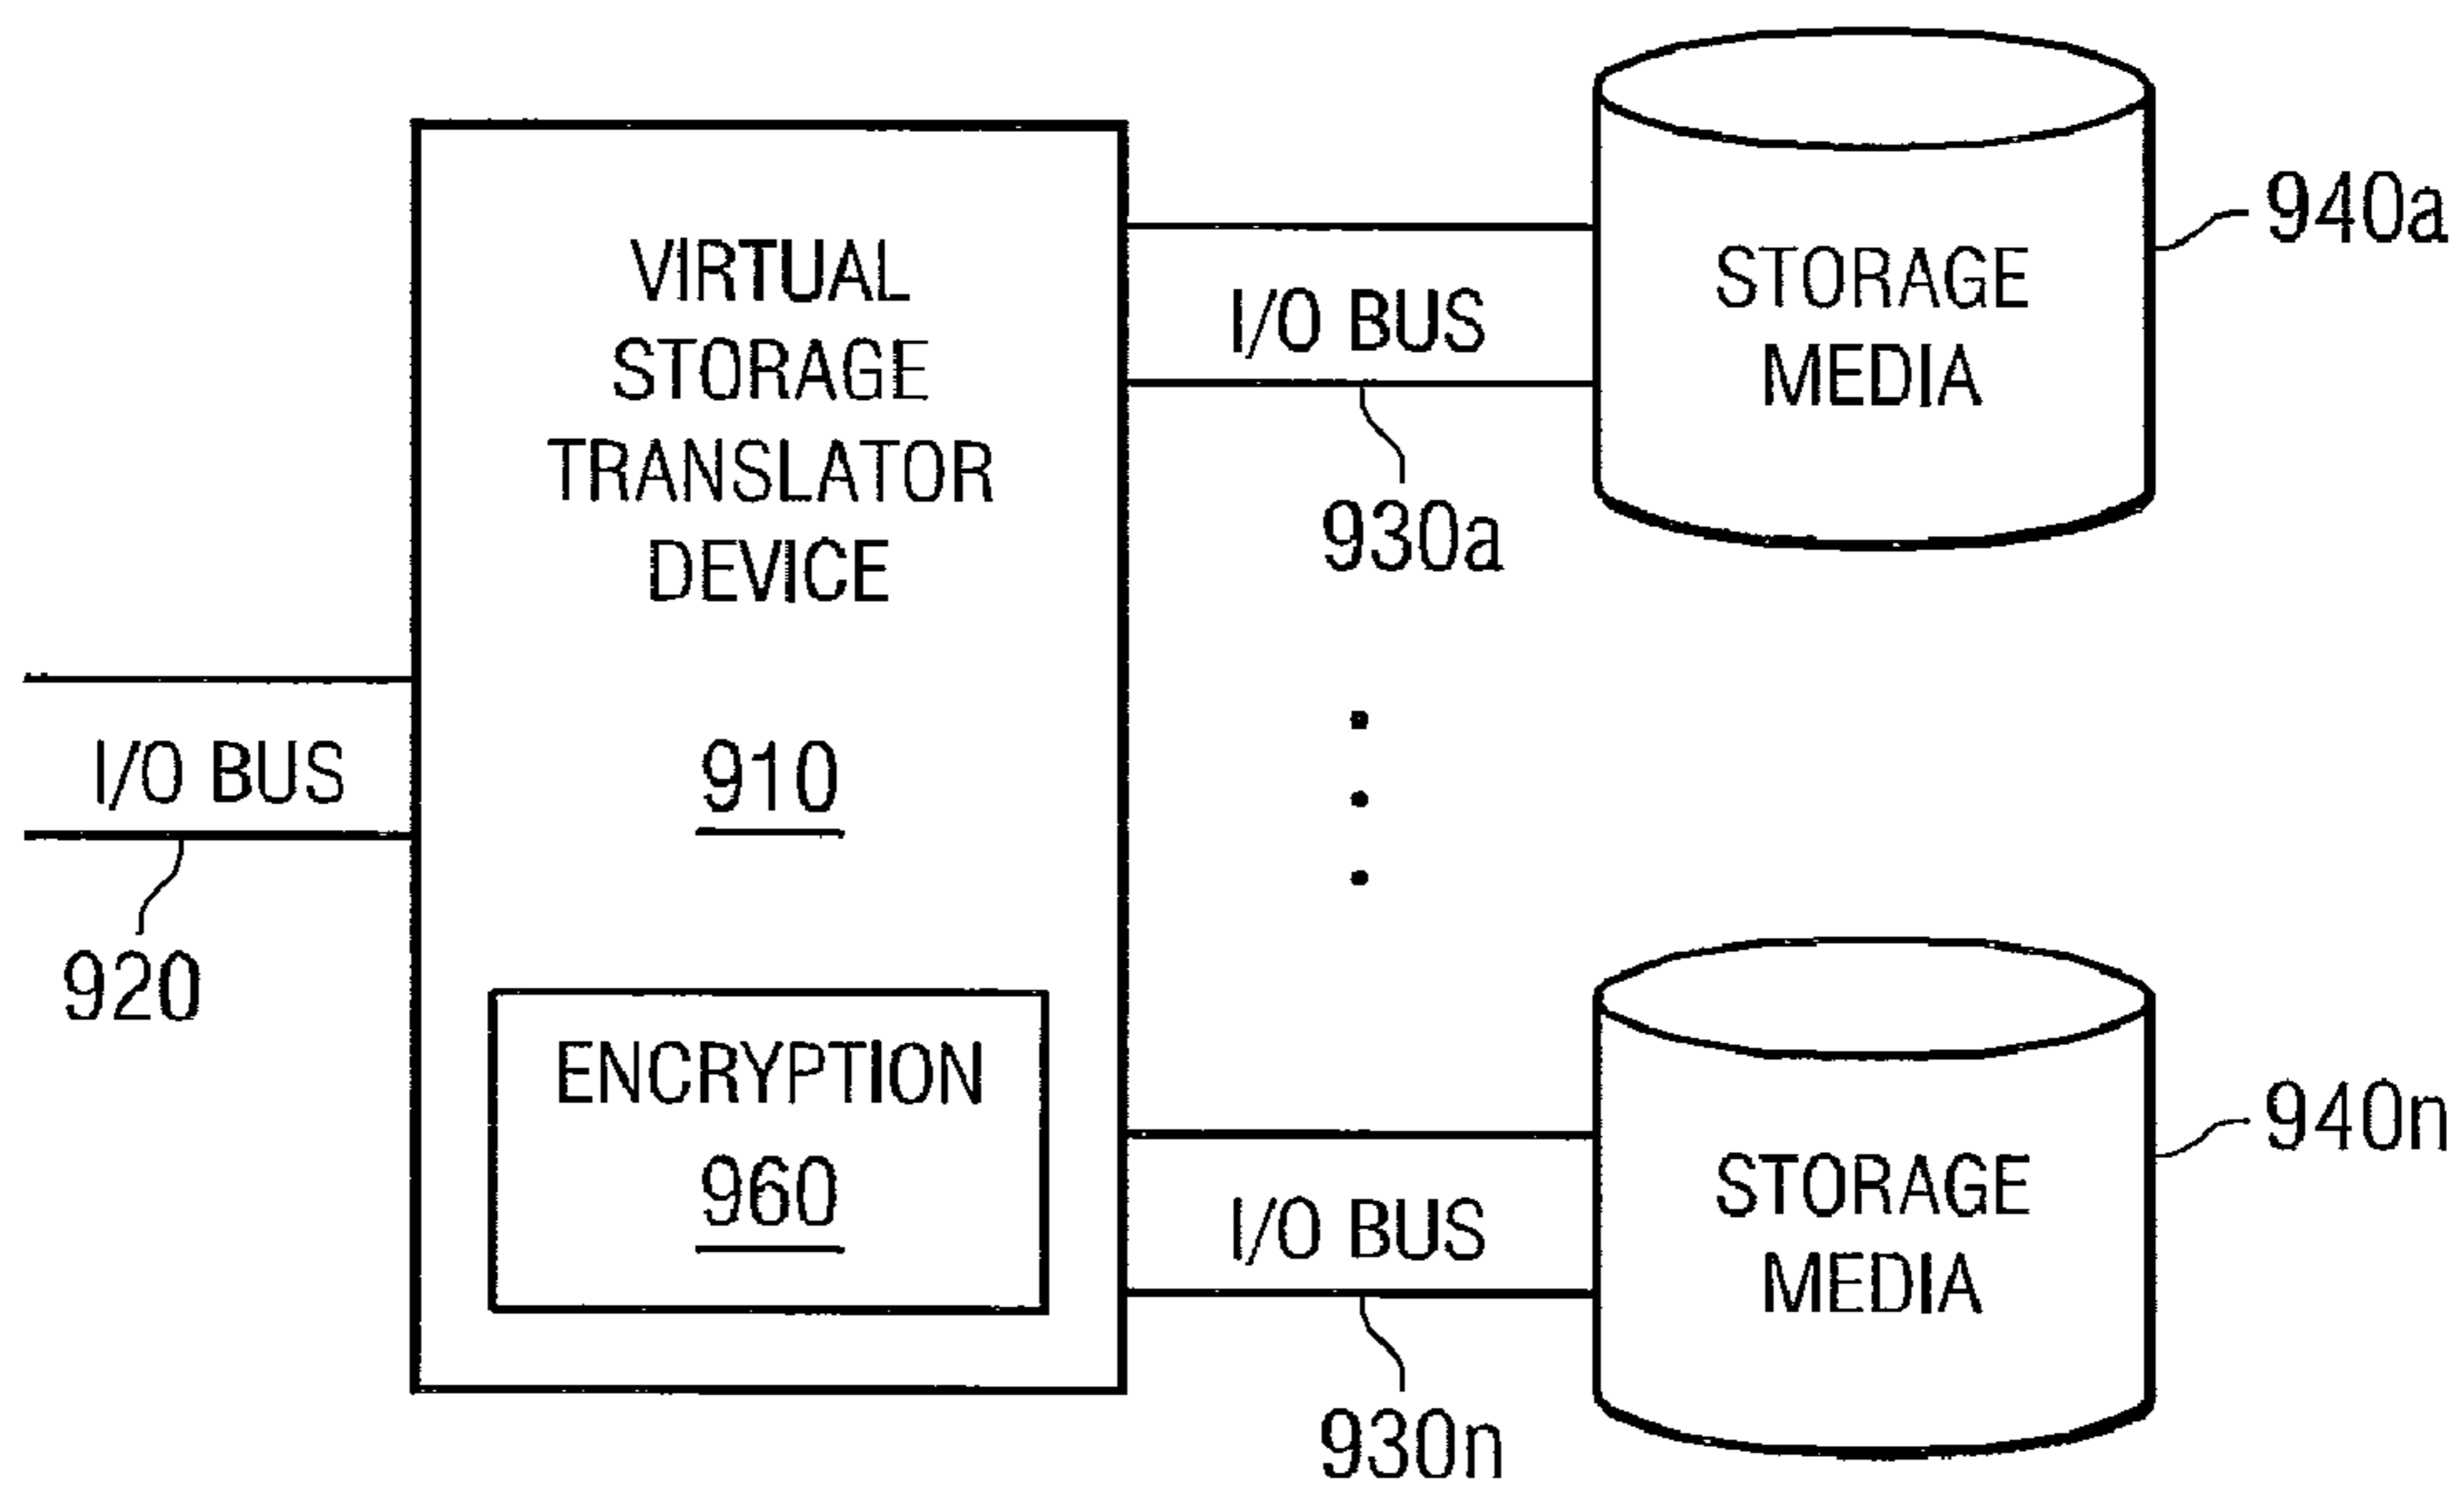 VIRTUAL
STORAGE
TRANSLATOR
DEVICE
910
I/O BUS
920
ENCRYPTION
960
I/O BUS
930a
STORAGE
MEDIA
940a
I/O BUS
930n
STORAGE
MEDIA
940n